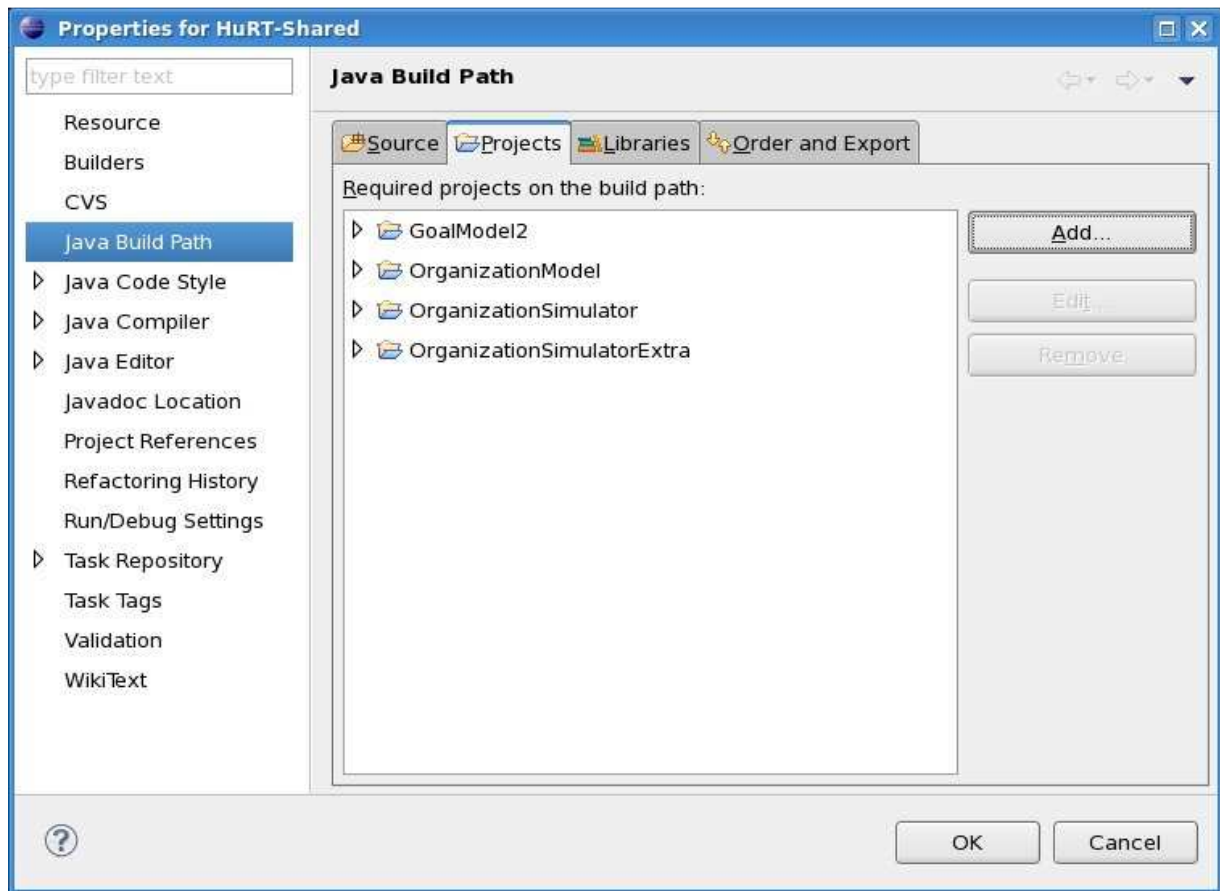 Properties for HuRT-Shared
type filter text
Resource
Builders
CVS
Java Build Path
Java Code Style
Java Compiler
Java Editor
Javadoc Location
Project References
Refactoring History
Run/Debug Settings
Task Repository
Task Tags
Validation
WikiText
Java Build Path
Source Projects Libraries Order and Export
Required projects on the build path:
GoalModel2
OrganizationModel
OrganizationSimulator
OrganizationSimulatorExtra
Add...
Edit...
Remove
?
OK Cancel